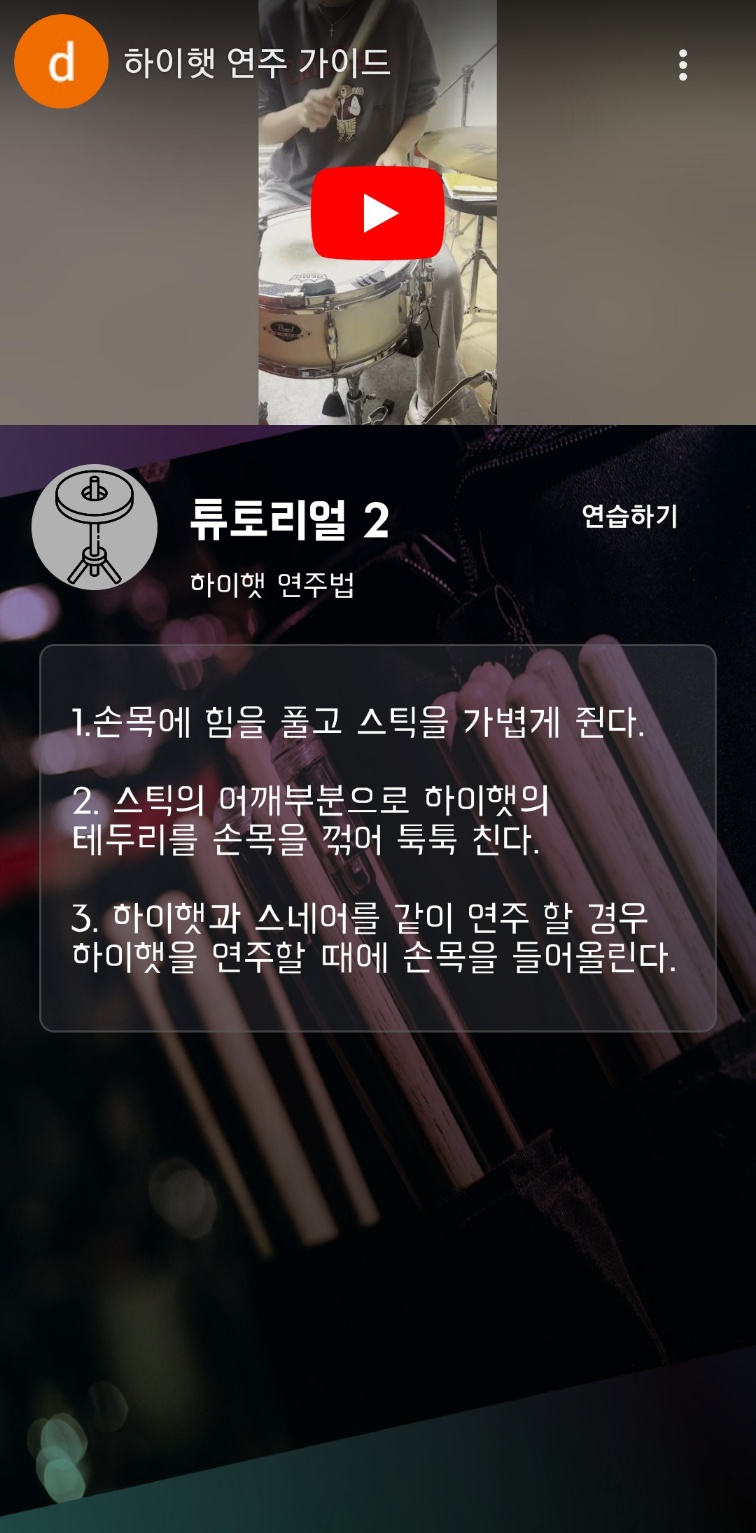 d 하이햇 연주 가이드
Pearl
튜토리얼 2
연습하기
하이햇 연주법
1.손목에 힘을 풀고 스틱을 가볍게 쥔다.
2. 스틱의 어깨부분으로 하이햇의
테두리를 손목을 꺾어 툭툭 친다.
3. 하이햇과 스네어를 같이 연주 할 경우
하이햇을 연주할 때에 손목을 들어올린다.